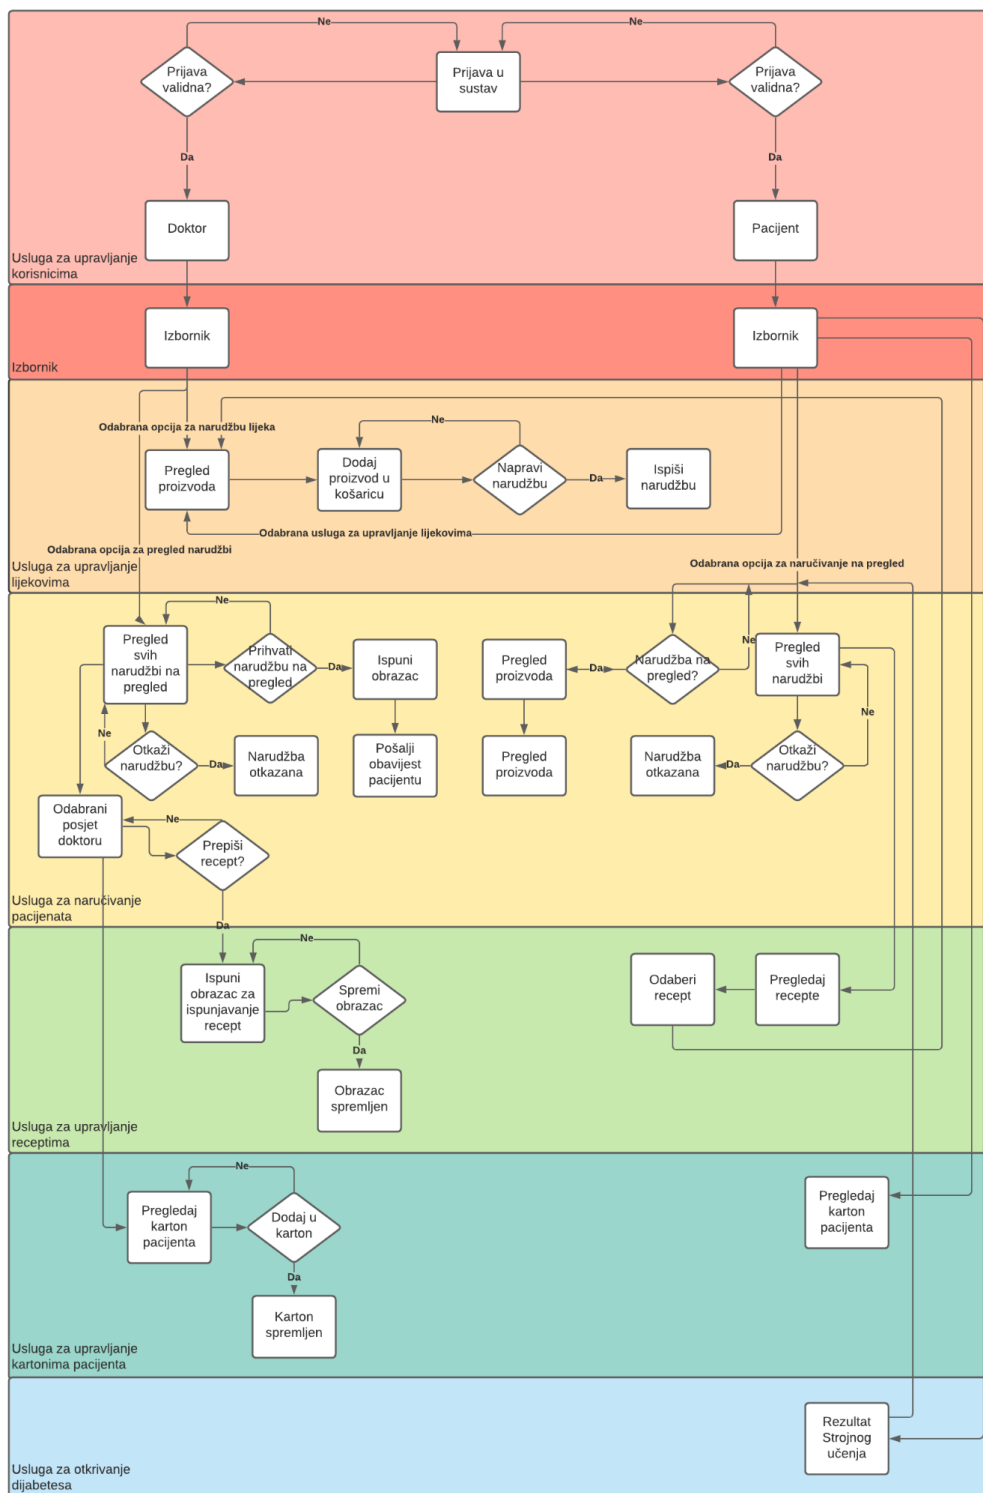 Ne
Ne
Prijava
validna?
Prijava u
sustav
Prijava
validna?
Da
Da
Doktor
Pacijent
Usluga za upravljanje
korisnicima
Izbornik
Izbornik
Izbornik
Odabrana opcija za narudžbu lijeka
Ne
Pregled
proizvoda
Dodaj
proizvod u
košaricu
Napravi
narudžbu
Da
Ispiši
narudžbu
Odabrana usluga za upravljanje lijekovima
Odabrana opcija za pregled narudžbi
Odabrana opcija za naručivanje na pregled
Usluga za upravljanje
lijekovima
Ne
Pregled
svih
narudžbi na
pregled
Prihvati
narudžbu na
pregled
Da
Ispuni
obrazac
Pregled
proizvoda
Da
Narudžba na
pregled?
Ne
Pregled
svih
narudžbi
Ne
Ne
Otkaži
narudžbu?
Da
Narudžba
otkazana
Pošalji
obavijest
pacijentu
Pregled
proizvoda
Narudžba
otkazana
Da
Otkaži
narudžbu?
Odabrani
posjet
doktoru
Ne
Prepiši
recept?
Usluga za naručivanje
pacijenata
Da
Ne
Ispuni
obrazac za
ispunjavanje
recept
Spremi
obrazac
Odaberi
recept
Pregledaj
recepte
Da
Obrazac
spremljen
Usluga za upravljanje
receptima
Ne
Pregledaj
karton
pacijenta
Dodaj u
karton
Pregledaj
karton
pacijenta
Da
Karton
spremljen
Usluga za upravljanje
kartonima pacijenta
Rezultat
Strojnog
učenja
Usluga za otkrivanje
dijabetesa